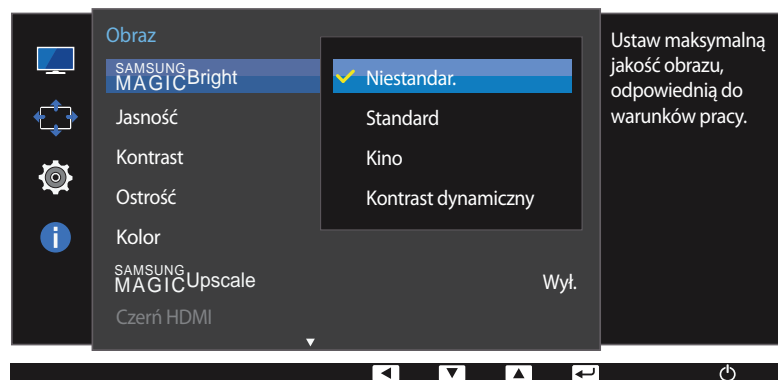 Obraz
SAMSUNG
MAGICBright
Jasność
Kontrast
Ostrość
Kolor
SAMSUNG
MAGICUpscale
Wył.
Czerń HDMI
Niestandar.
Standard
Kino
Kontrast dynamiczny
Ustaw maksymalną
jakość obrazu,
odpowiednią do
warunków pracy.